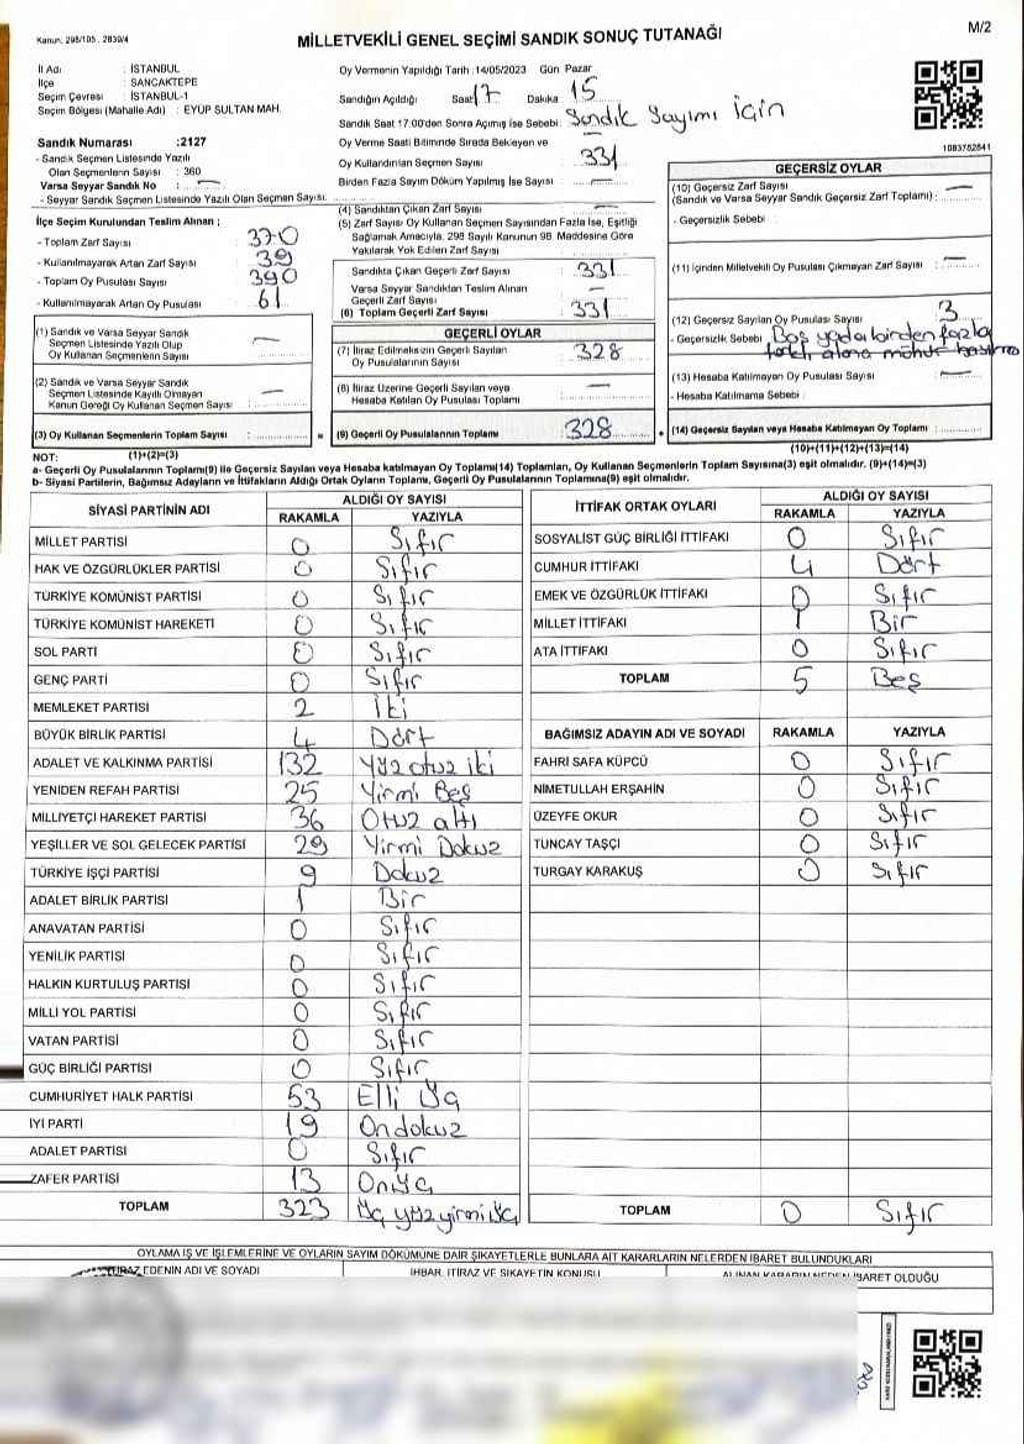 M/2
Kanun: 298/105 . 2839/4
MİLLETVEKİLİ GENEL SEÇİMİ SANDIK SONUÇ TUTANAĞI
İl Adı : İSTANBUL
İlçe : SANCAKTEPE
Seçim Çevresi : İSTANBUL-1
Seçim Bölgesi (Mahalle Adı) : EYÜP SULTAN MAH.
Sandık Numarası :2127
- Sandık Seçmen Listesinde Yazılı
Olan Seçmenlerin Sayısı : 360
Varsa Seyyar Sandık No : —
- Seyyar Sandık Seçmen Listesinde Yazılı Olan Seçmen Sayısı:
İlçe Seçim Kurulundan Teslim Alınan ;
- Toplam Zarf Sayısı : 370
- Kullanılmayarak Artan Zarf Sayısı : 39
- Toplam Oy Pusulası Sayısı : 390
- Kullanılmayarak Artan Oy Pusulası : 61
(1) Sandık ve Varsa Seyyar Sandık
Seçmen Listesinde Yazılı Olup
Oy Kullanan Seçmenlerin Sayısı : —
(2) Sandık ve Varsa Seyyar Sandık
Seçmen Listesinde Kayıtlı Olmayan
Kanun Gereği Oy Kullanan Seçmen Sayısı : —
(3) Oy Kullanan Seçmenlerin Toplam Sayısı :
Oy Vermenin Yapıldığı Tarih :14/05/2023 Gün Pazar
Sandığın Açıldığı Saat 17 Dakika 15
Sandık Saat 17:00'den Sonra Açılmış İse Sebebi: Sandık Sayımı için
Oy Verme Saati Bitiminde Sırada Bekleyen ve —
Oy Kullandırılan Seçmen Sayısı : 331
Birden Fazla Sayım Döküm Yapılmış İse Sayısı : —
(4) Sandıktan Çıkan Zarf Sayısı : —
(5) Zarf Sayısı Oy Kullanan Seçmen Sayısından Fazla İse, Eşitliği
Sağlamak Amacıyla, 298 Sayılı Kanunun 98. Maddesine Göre
Yakılarak Yok Edilen Zarf Sayısı :
Sandıkta Çıkan Geçerli Zarf Sayısı : 331
Varsa Seyyar Sandıktan Teslim Alınan
Geçerli Zarf Sayısı : —
(6) Toplam Geçerli Zarf Sayısı : 331
GEÇERLİ OYLAR
(7) İtiraz Edilmeksizin Geçerli Sayılan
Oy Pusulalarının Sayısı : 328
(8) İtiraz Üzerine Geçerli Sayılan veya
Hesaba Katılan Oy Pusulası Toplamı : —
= (9) Geçerli Oy Pusulalarının Toplamı : 328
1083782841
GEÇERSİZ OYLAR
(10) Geçersiz Zarf Sayısı
(Sandık ve Varsa Seyyar Sandık Geçersiz Zarf Toplamı) : —
- Geçersizlik Sebebi :
(11) İçinden Milletvekili Oy Pusulası Çıkmayan Zarf Sayısı : —
(12) Geçersiz Sayılan Oy Pusulası Sayısı : 3
- Geçersizlik Sebebi : Boş yada birden fazla
farklı alana mühür
(13) Hesaba Katılmayan Oy Pusulası Sayısı : —
- Hesaba Katılmama Sebebi :
+ (14) Geçersiz Sayılan veya Hesaba Katılmayan Oy Toplamı :
NOT: (1)+(2)=(3) (10)+(11)+(12)+(13)=(14)
a- Geçerli Oy Pusulalarının Toplamı(9) ile Geçersiz Sayılan veya Hesaba katılmayan Oy Toplamı(14) Toplamları, Oy Kullanan Seçmenlerin Toplam Sayısına(3) eşit olmalıdır. (9)+(14)=(3)
b- Siyasi Partilerin, Bağımsız Adayların ve İttifakların Aldığı Ortak Oyların Toplamı, Geçerli Oy Pusulalarının Toplamına(9) eşit olmalıdır.
SİYASİ PARTİNİN ADI ALDIĞI OY SAYISI
RAKAMLA YAZIYLA
MİLLET PARTİSİ 0 Sıfır
HAK VE ÖZGÜRLÜKLER PARTİSİ 0 Sıfır
TÜRKİYE KOMÜNİST PARTİSİ 0 Sıfır
TÜRKİYE KOMÜNİST HAREKETİ 0 Sıfır
SOL PARTİ 0 Sıfır
GENÇ PARTİ 0 Sıfır
MEMLEKET PARTİSİ 2 İki
BÜYÜK BİRLİK PARTİSİ 4 Dört
ADALET VE KALKINMA PARTİSİ 132 Yüz otuz iki
YENİDEN REFAH PARTİSİ 25 Yirmi Beş
MİLLİYETÇİ HAREKET PARTİSİ 36 Otuz altı
YEŞİLLER VE SOL GELECEK PARTİSİ 29 Yirmi Dokuz
TÜRKİYE İŞÇİ PARTİSİ 9 Dokuz
ADALET BİRLİK PARTİSİ 1 Bir
ANAVATAN PARTİSİ 0 Sıfır
YENİLİK PARTİSİ 0 Sıfır
HALKIN KURTULUŞ PARTİSİ 0 Sıfır
MİLLİ YOL PARTİSİ 0 Sıfır
VATAN PARTİSİ 0 Sıfır
GÜÇ BİRLİĞİ PARTİSİ 0 Sıfır
CUMHURİYET HALK PARTİSİ 53 Elli Üç
İYİ PARTİ 19 Ondokuz
ADALET PARTİSİ 0 Sıfır
ZAFER PARTİSİ 13 Onüç
TOPLAM 323 Üç yüz yirmi üç
İTTİFAK ORTAK OYLARI ALDIĞI OY SAYISI
RAKAMLA YAZIYLA
SOSYALİST GÜÇ BİRLİĞİ İTTİFAKI 0 Sıfır
CUMHUR İTTİFAKI 4 Dört
EMEK VE ÖZGÜRLÜK İTTİFAKI 0 Sıfır
MİLLET İTTİFAKI 1 Bir
ATA İTTİFAKI 0 Sıfır
TOPLAM 5 Beş
BAĞIMSIZ ADAYIN ADI VE SOYADI RAKAMLA YAZIYLA
FAHRİ SAFA KÜPCÜ 0 Sıfır
NİMETULLAH ERŞAHİN 0 Sıfır
ÜZEYFE OKUR 0 Sıfır
TUNCAY TAŞÇI 0 Sıfır
TURGAY KARAKUŞ 0 Sıfır
TOPLAM 0 Sıfır
OYLAMA İŞ VE İŞLEMLERİNE VE OYLARIN SAYIM DÖKÜMÜNE DAİR ŞİKAYETLERLE BUNLARA AİT KARARLARIN NELERDEN İBARET BULUNDUKLARI
EDENİN ADI VE SOYADI İHBAR, İTİRAZ VE ŞİKAYETİN KONUSU ALINAN KARARIN NEDEN İBARET OLDUĞU